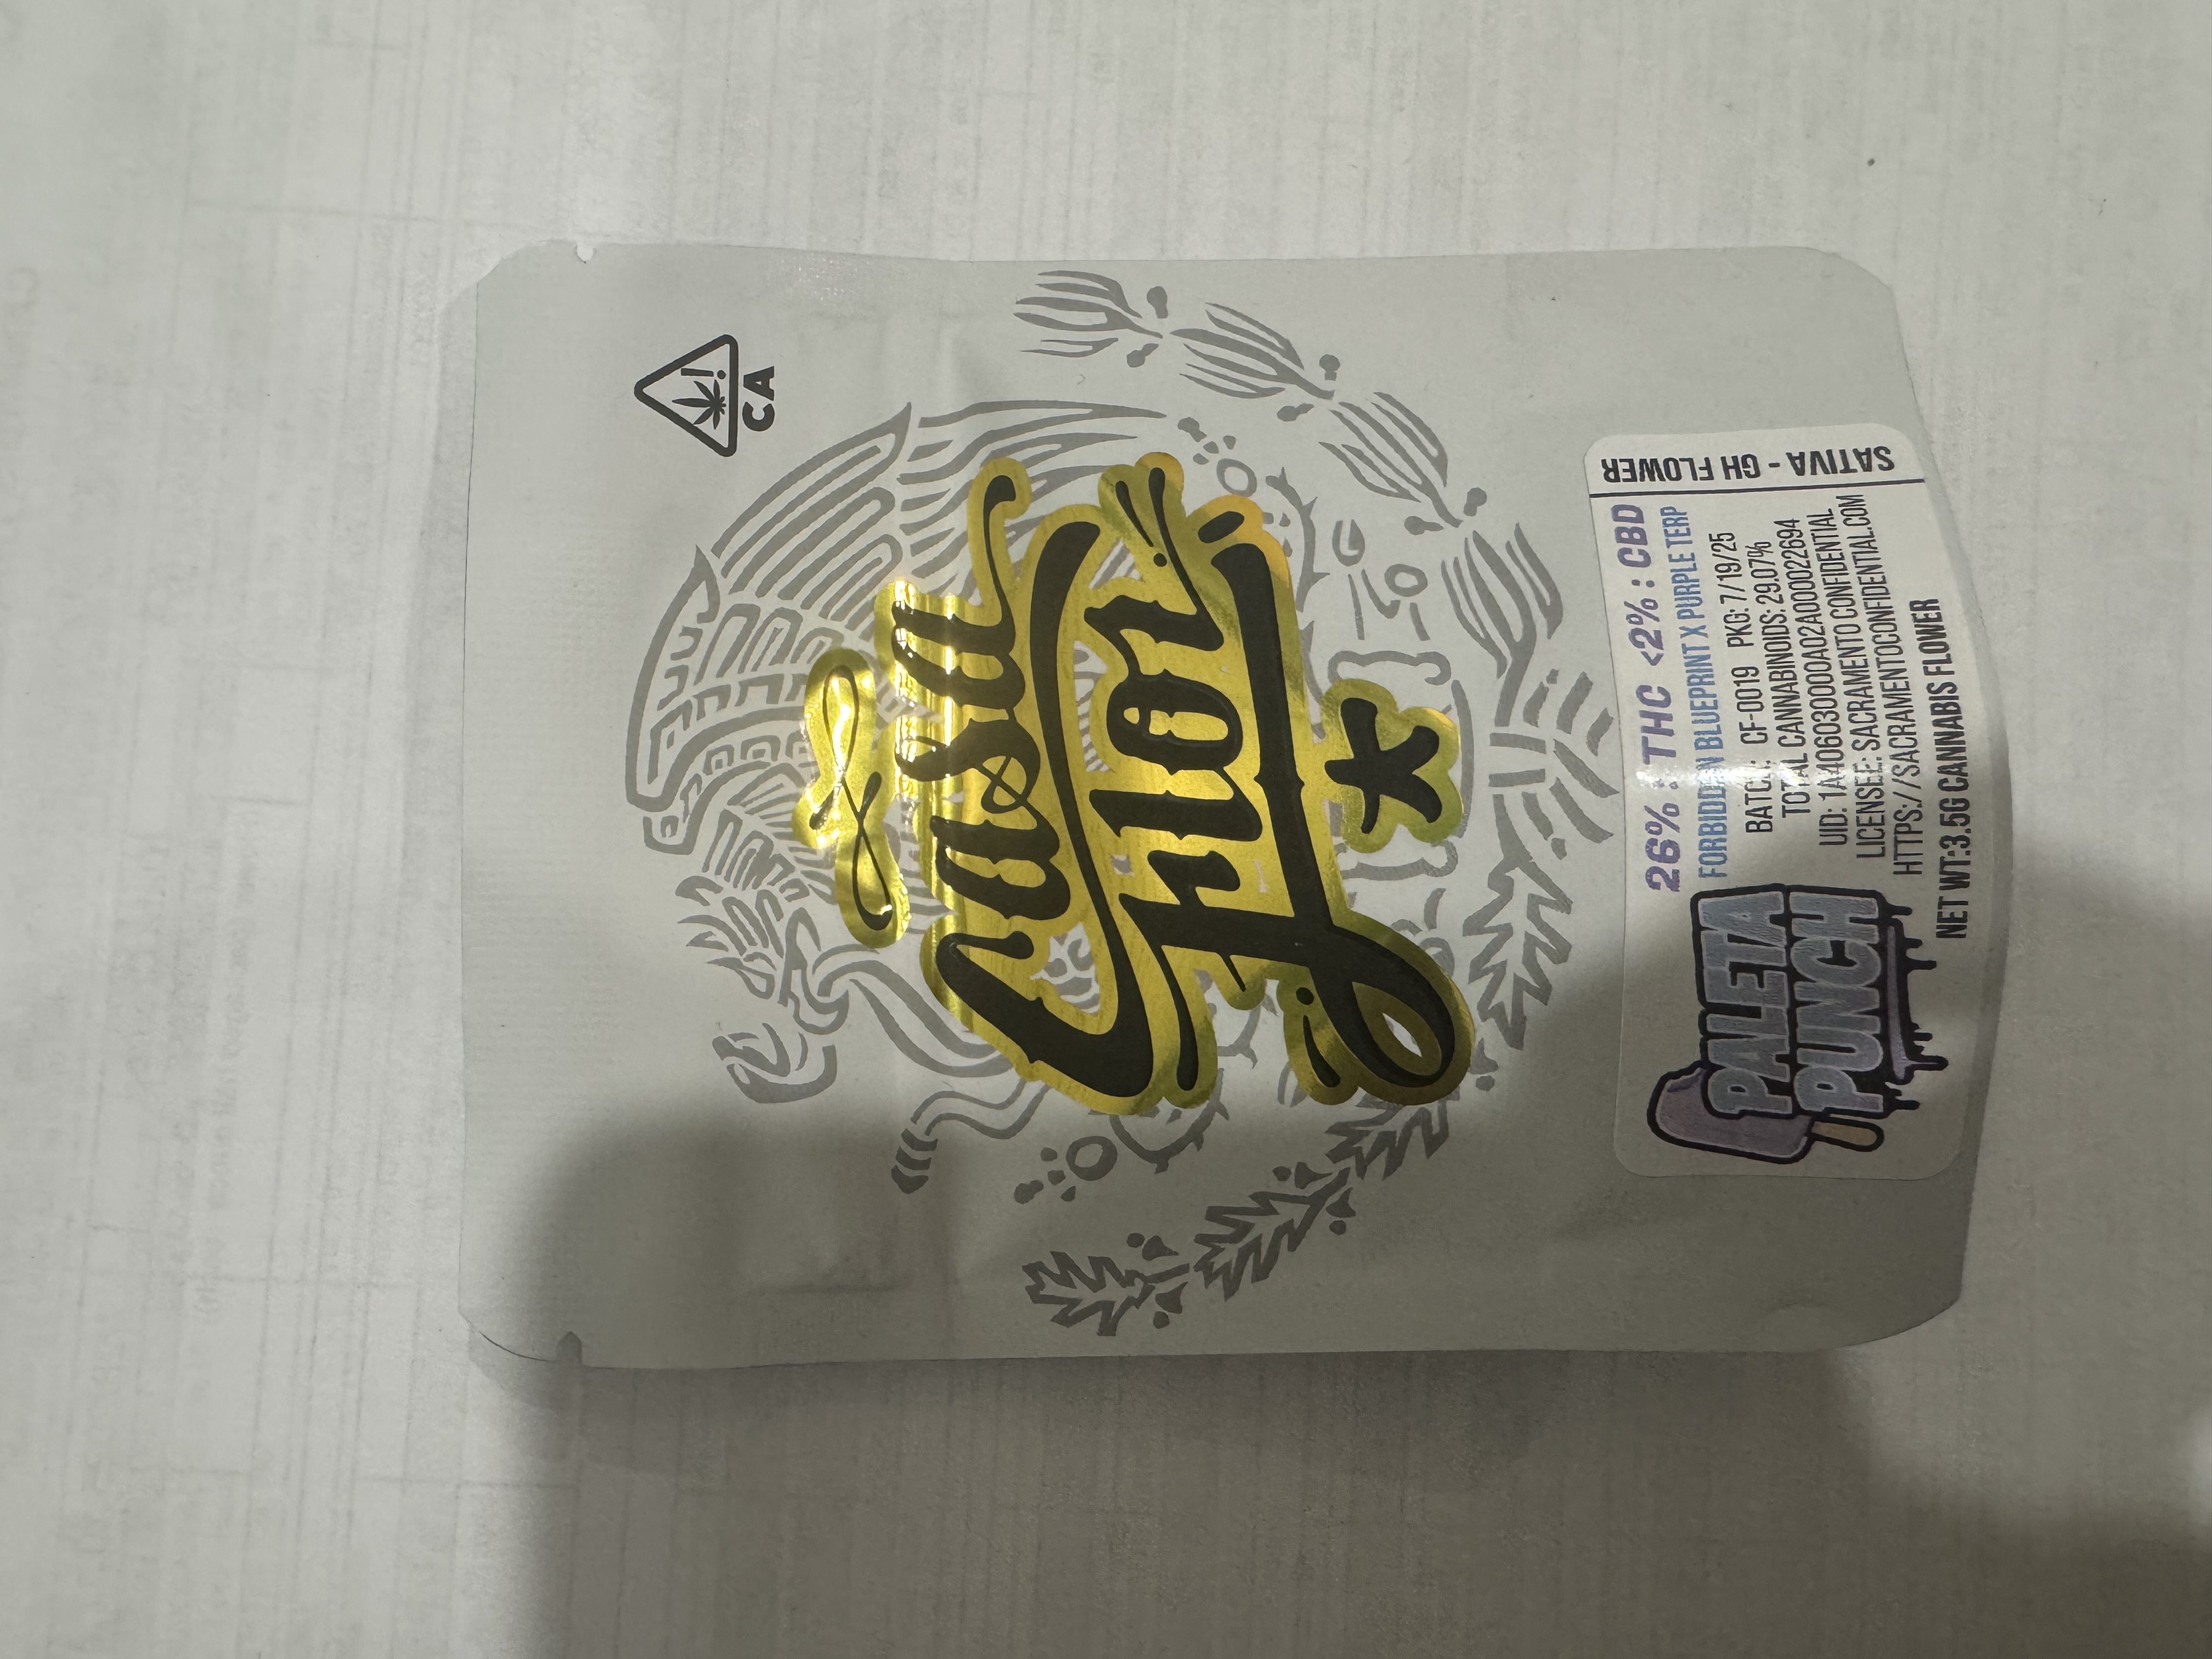 CA
Casa
Flor
PALETA
PUNCH
26% : THC <2% : CBD
FORBIDDEN BLUEPRINT X PURPLE TERP
BATCH: CF-0019 PKG: 7/19/25
TOTAL CANNABINOIDS: 29.07%
UID: 1A406030000AD2A000022694
LICENSEE: SACRAMENTO CONFIDENTIAL
HTTPS://SACRAMENTOCONFIDENTIAL.COM
NET WT:3.5G CANNABIS FLOWER
SATIVA - GH FLOWER